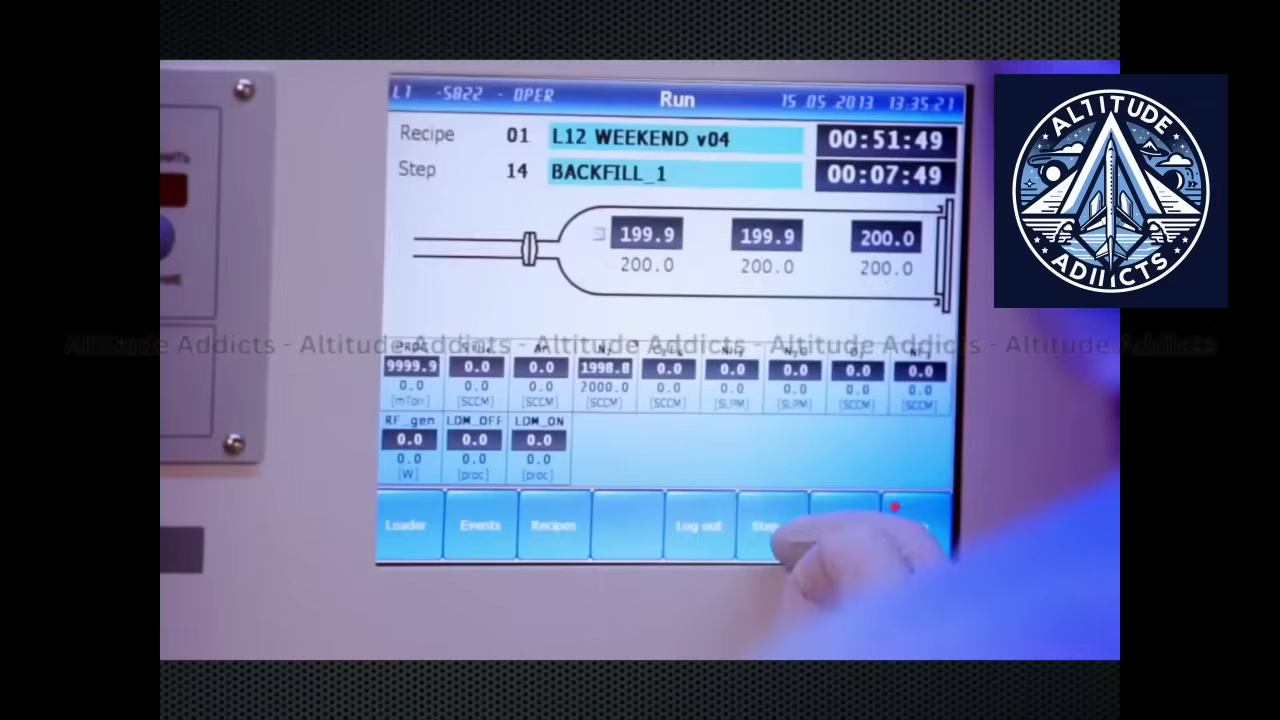 L1 -S822 - OPER Run 15.05.2013 13:35:21
Recipe 01 L12 WEEKEND v04 00:51:49
Step 14 BACKFILL_1 00:07:49
199.9 199.9 200.0
200.0 200.0 200.0
Altitude Addicts - Altitude Addicts - Altitude Addicts - Altitude Addicts - Altitude Addicts
9999.9 0.0 0.0 1998.8 0.0 0.0 0.0 0.0 0.0
0.0 0.0 0.0 2000.0 0.0 0.0 0.0 0.0 0.0
[mTorr] [SCCM] [SCCM] [SCCM] [SCCM] [SLPM] [SLPM] [SCCM] [SCCM]
RF_gen LDM_OFF LDM_ON
0.0 0.0 0.0
0.0 0.0 0.0
[W] [proc] [proc]
Loader Events Recipes Log out Step
ALTITUDE
ADIICTS